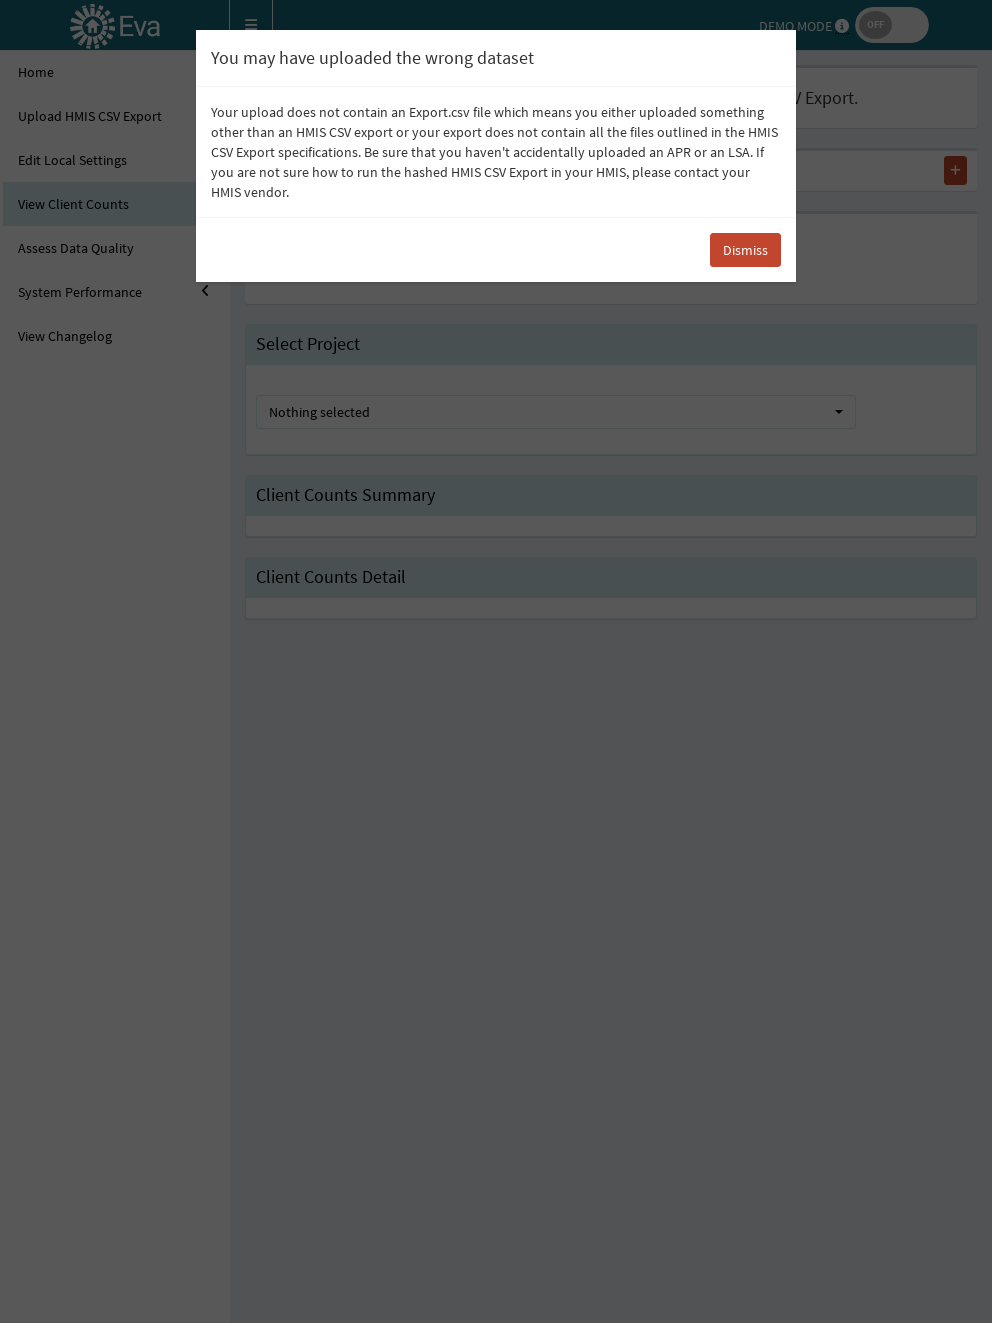 Eva
DEMO MODE
OFF
You may have uploaded the wrong dataset
Home
V Export.
Your upload does not contain an Export.csv file which means you either uploaded something
other than an HMIS CSV export or your export does not contain all the files outlined in the HMIS
CSV Export specifications. Be sure that you haven't accidentally uploaded an APR or an LSA. If
you are not sure how to run the hashed HMIS CSV Export in your HMIS, please contact your
HMIS vendor.
Upload HMIS CSV Export
Edit Local Settings
View Client Counts
Assess Data Quality
Dismiss
System Performance
View Changelog
Select Project
Nothing selected
Client Counts Summary
Client Counts Detail